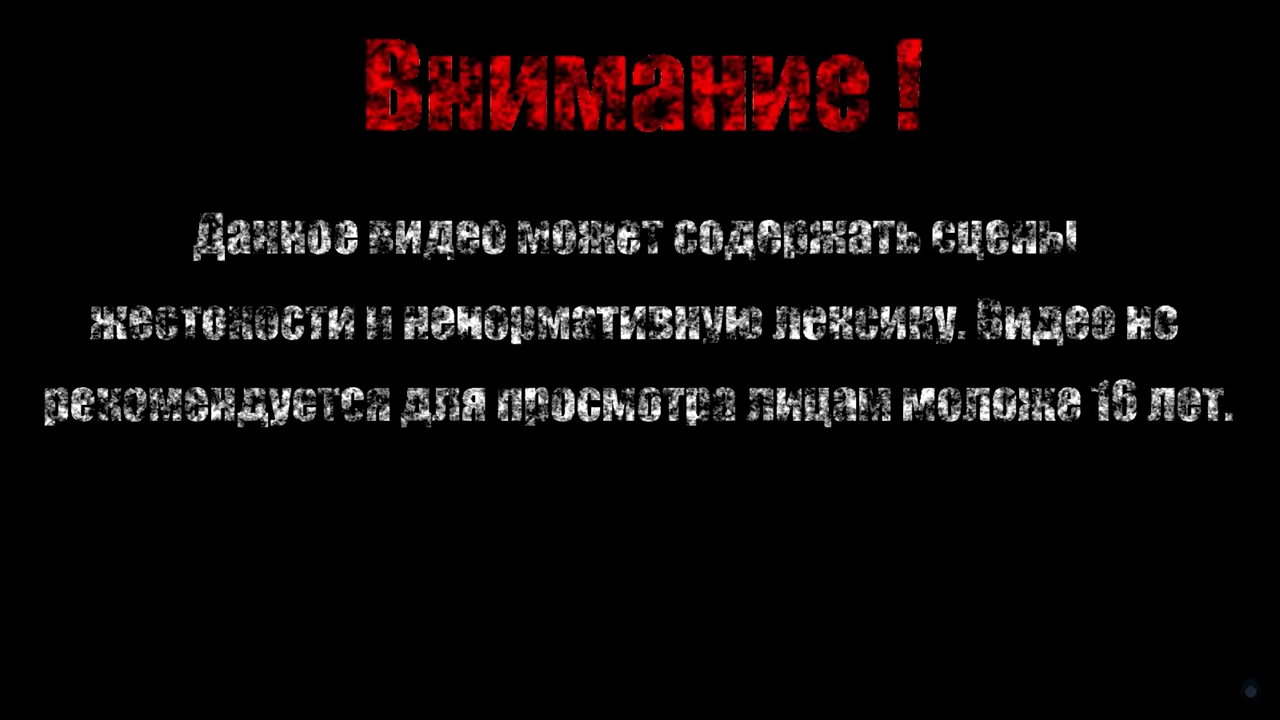 Внимание !
Данное видео может содержать сцены
жестокости и ненормативную лексику. Видео не
рекомендуется для просмотра лицам моложе 16 лет.